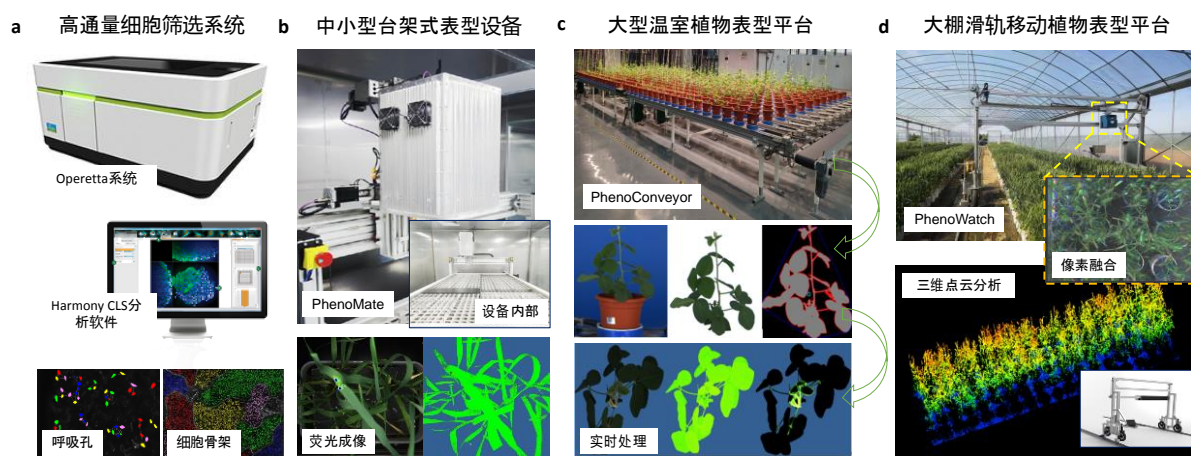 a 高通量细胞筛选系统
Operetta系统
Harmony CLS分
析软件
呼吸孔
细胞骨架
b 中小型台架式表型设备
PhenoMate
设备内部
荧光成像
c 大型温室植物表型平台
PhenoConveyor
实时处理
d 大棚滑轨移动植物表型平台
PhenoWatch
像素融合
三维点云分析